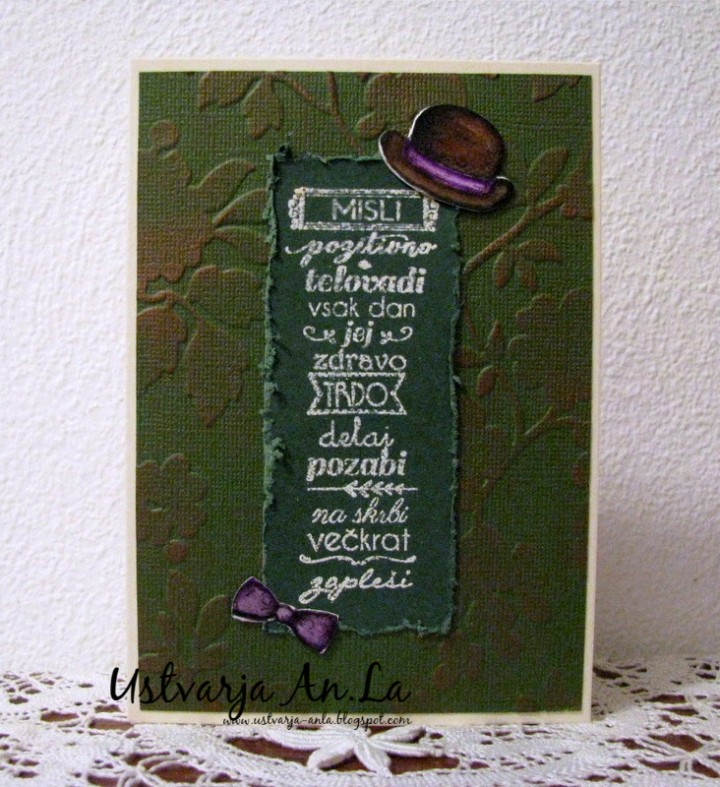 MISLI
pozitivno
telovadi
vsak dan
jej
zdravo
TRDO
delaj
pozabi
na skrbi
večkrat
zapleši
Ustvarja An.La
www.ustvarja-anla.blogspot.com